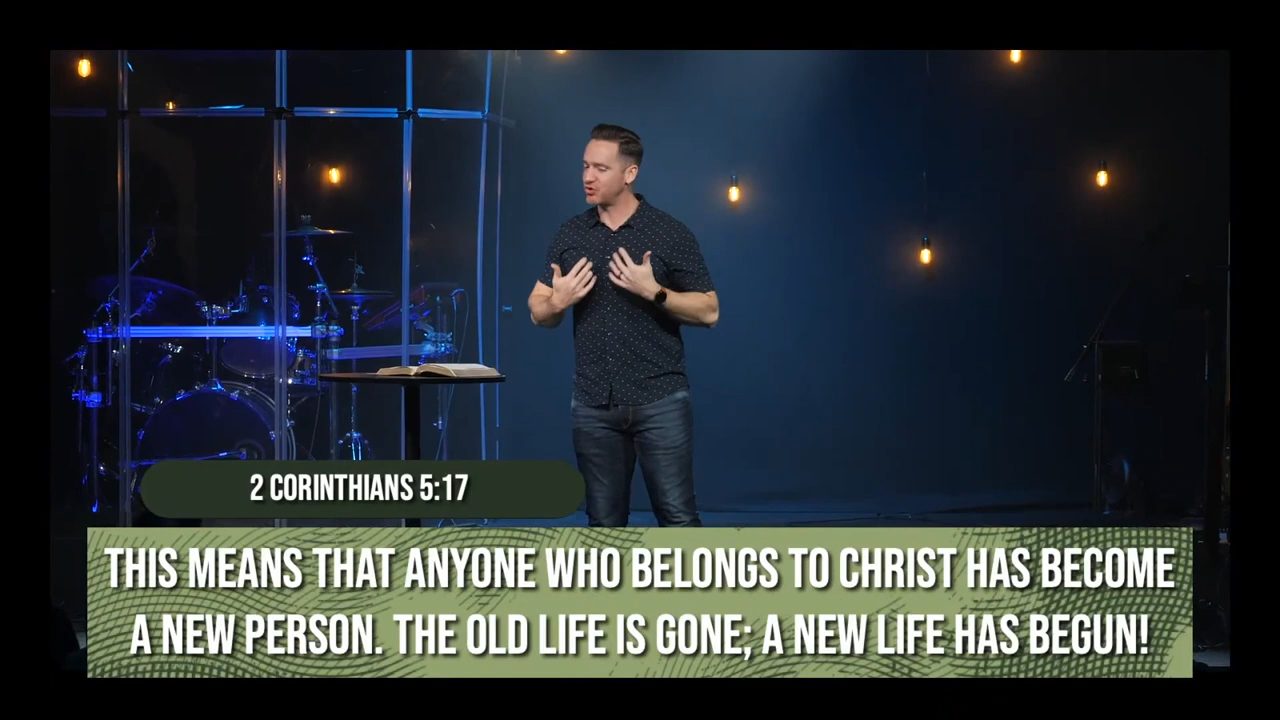 2 CORINTHIANS 5:17
THIS MEANS THAT ANYONE WHO BELONGS TO CHRIST HAS BECOME
A NEW PERSON. THE OLD LIFE IS GONE; A NEW LIFE HAS BEGUN!